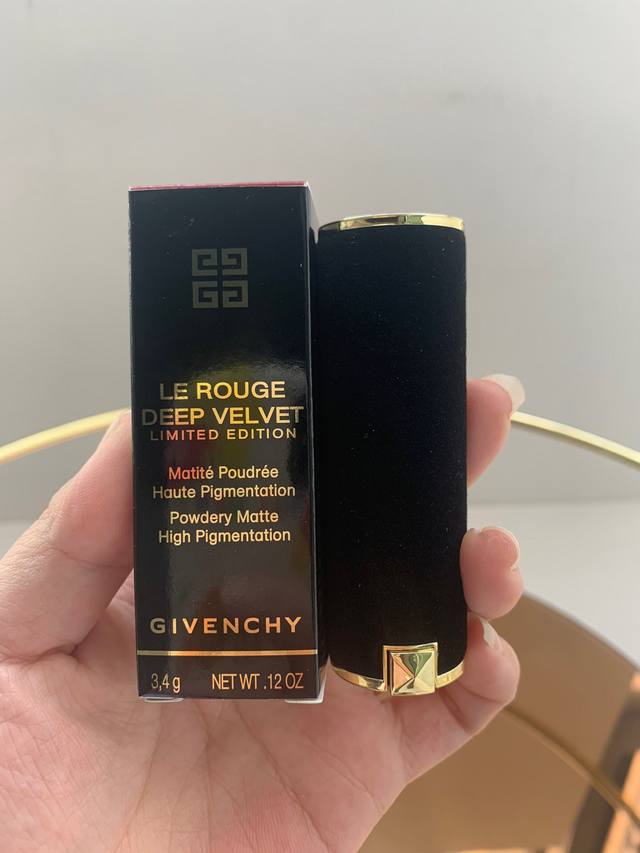 LE ROUGE
DEEP VELVET
LIMITED EDITION
Matité Poudrée
Haute Pigmentation
Powdery Matte
High Pigmentation
GIVENCHY
3,4 g NET WT .12 OZ